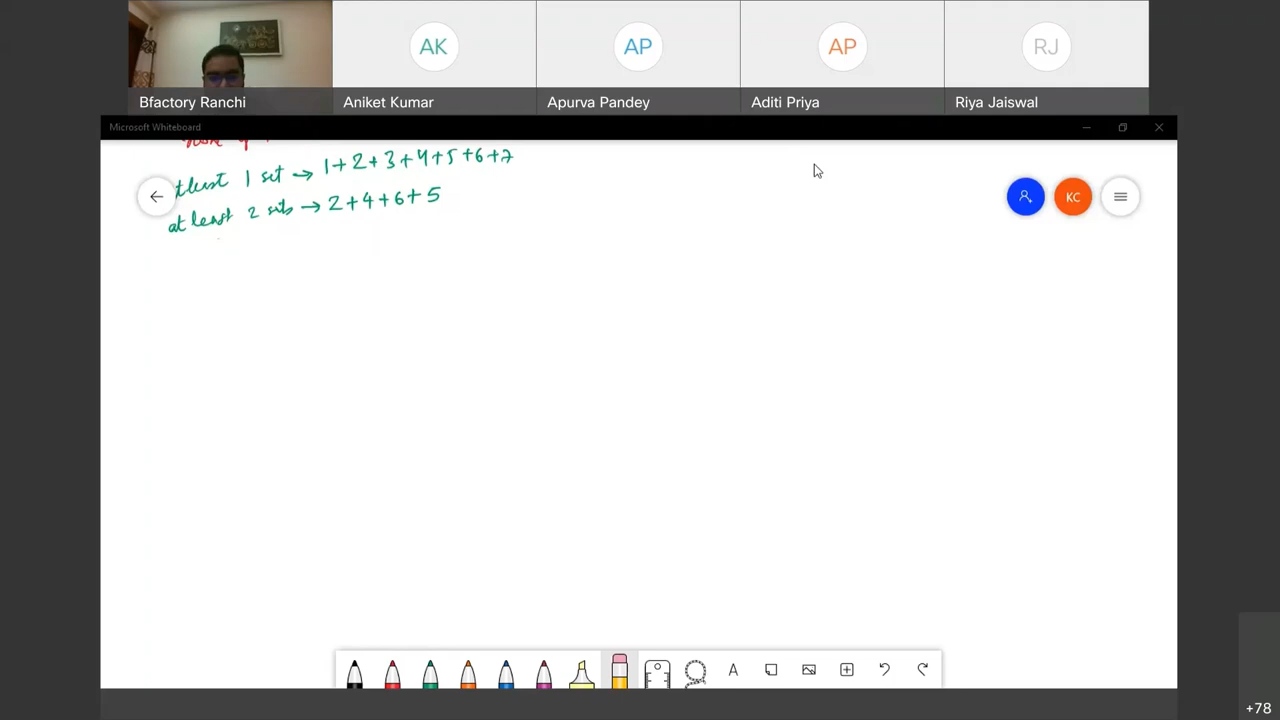 AK
AP
AP
RJ
Bfactory Ranchi
Aniket Kumar
Apurva Pandey
Aditi Priya
Riya Jaiswal
Microsoft Whiteboard
1 set → 1+2+3+4+5+6+7
at least 2 sets → 2+4+6+5
KC
A
+78